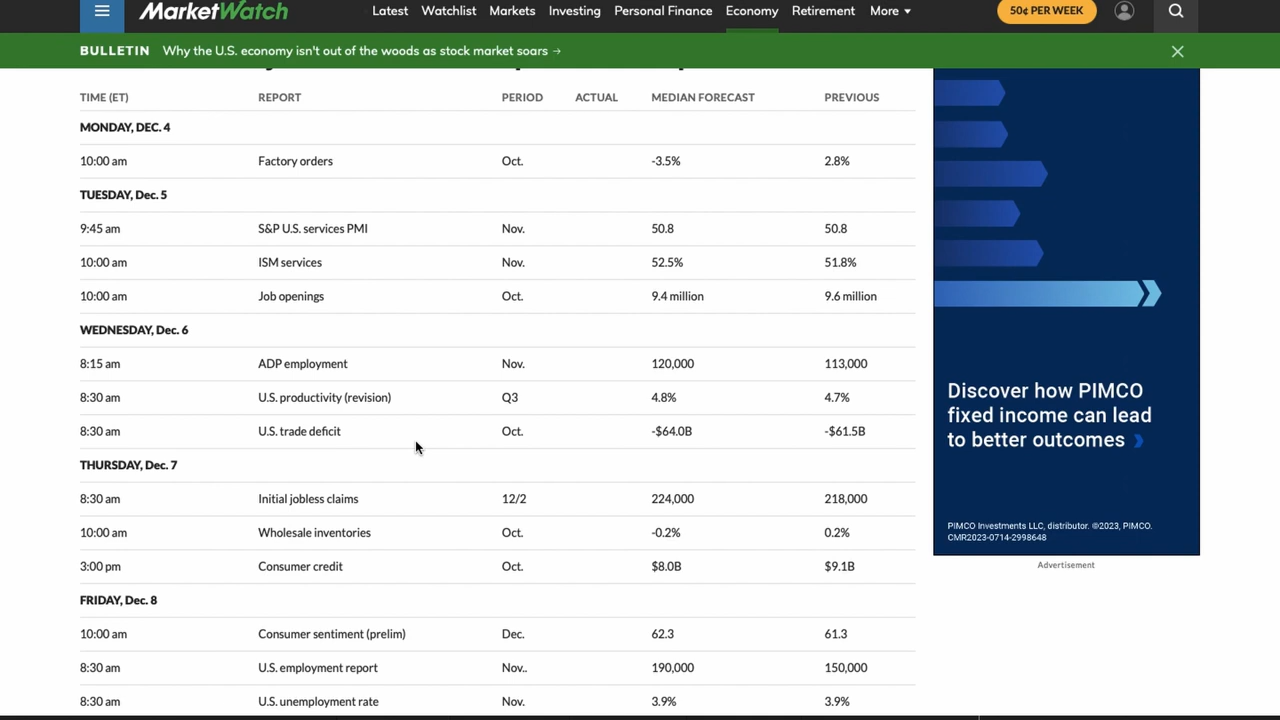 MarketWatch Latest Watchlist Markets Investing Personal Finance Economy Retirement More 50¢ PER WEEK
BULLETIN Why the U.S. economy isn't out of the woods as stock market soars →
TIME (ET) REPORT PERIOD ACTUAL MEDIAN FORECAST PREVIOUS
MONDAY, DEC. 4
10:00 am Factory orders Oct. -3.5% 2.8%
TUESDAY, Dec. 5
9:45 am S&P U.S. services PMI Nov. 50.8 50.8
10:00 am ISM services Nov. 52.5% 51.8%
10:00 am Job openings Oct. 9.4 million 9.6 million
WEDNESDAY, Dec. 6
8:15 am ADP employment Nov. 120,000 113,000
8:30 am U.S. productivity (revision) Q3 4.8% 4.7%
8:30 am U.S. trade deficit Oct. -$64.0B -$61.5B
THURSDAY, Dec. 7
8:30 am Initial jobless claims 12/2 224,000 218,000
10:00 am Wholesale inventories Oct. -0.2% 0.2%
3:00 pm Consumer credit Oct. $8.0B $9.1B
FRIDAY, Dec. 8
10:00 am Consumer sentiment (prelim) Dec. 62.3 61.3
8:30 am U.S. employment report Nov.. 190,000 150,000
8:30 am U.S. unemployment rate Nov. 3.9% 3.9%
Discover how PIMCO
fixed income can lead
to better outcomes
PIMCO Investments LLC, distributor. ©2023, PIMCO.
CMR2023-0714-2998648
Advertisement